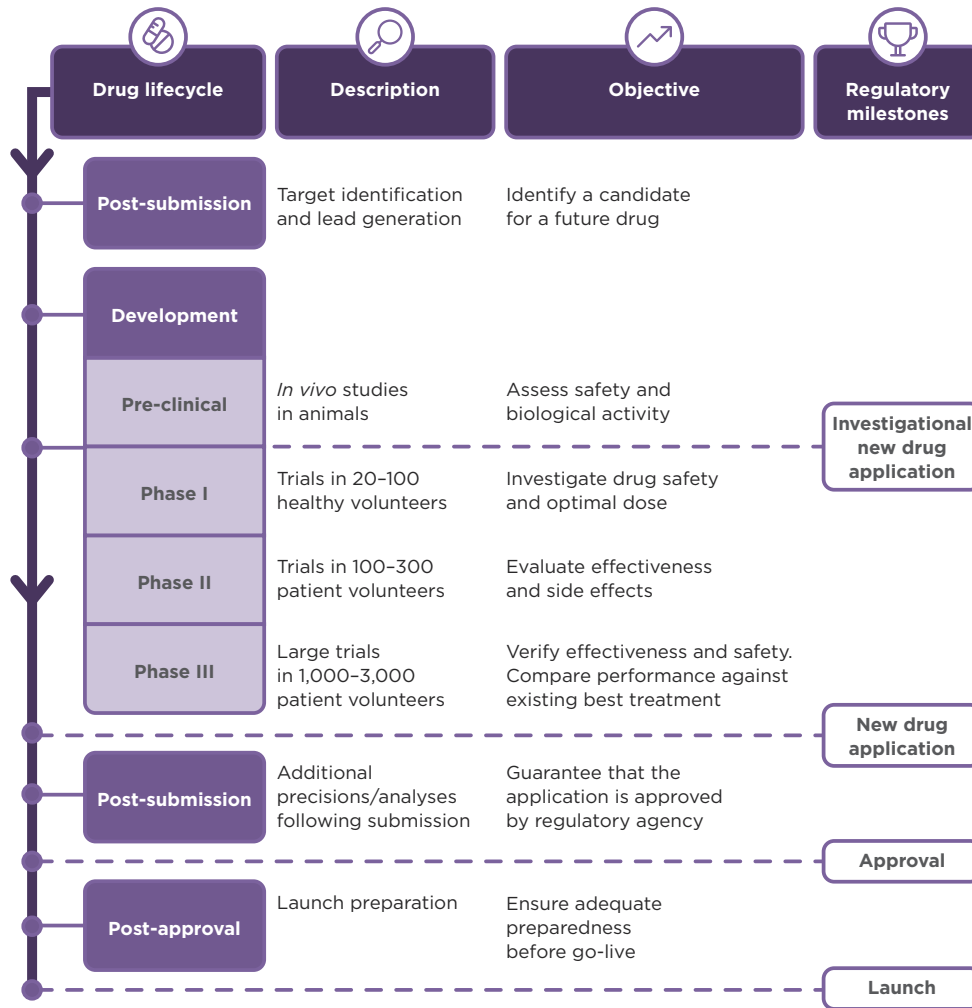 Drug lifecycle
Description
Objective
Regulatory
milestones
Post-submission
Target identification
and lead generation
Identify a candidate
for a future drug
Development
Pre-clinical
In vivo studies
in animals
Assess safety and
biological activity
Investigational
new drug
application
Phase I
Trials in 20–100
healthy volunteers
Investigate drug safety
and optimal dose
Phase II
Trials in 100–300
patient volunteers
Evaluate effectiveness
and side effects
Phase III
Large trials
in 1,000–3,000
patient volunteers
Verify effectiveness and safety.
Compare performance against
existing best treatment
New drug
application
Post-submission
Additional
precisions/analyses
following submission
Guarantee that the
application is approved
by regulatory agency
Approval
Post-approval
Launch preparation
Ensure adequate
preparedness
before go-live
Launch